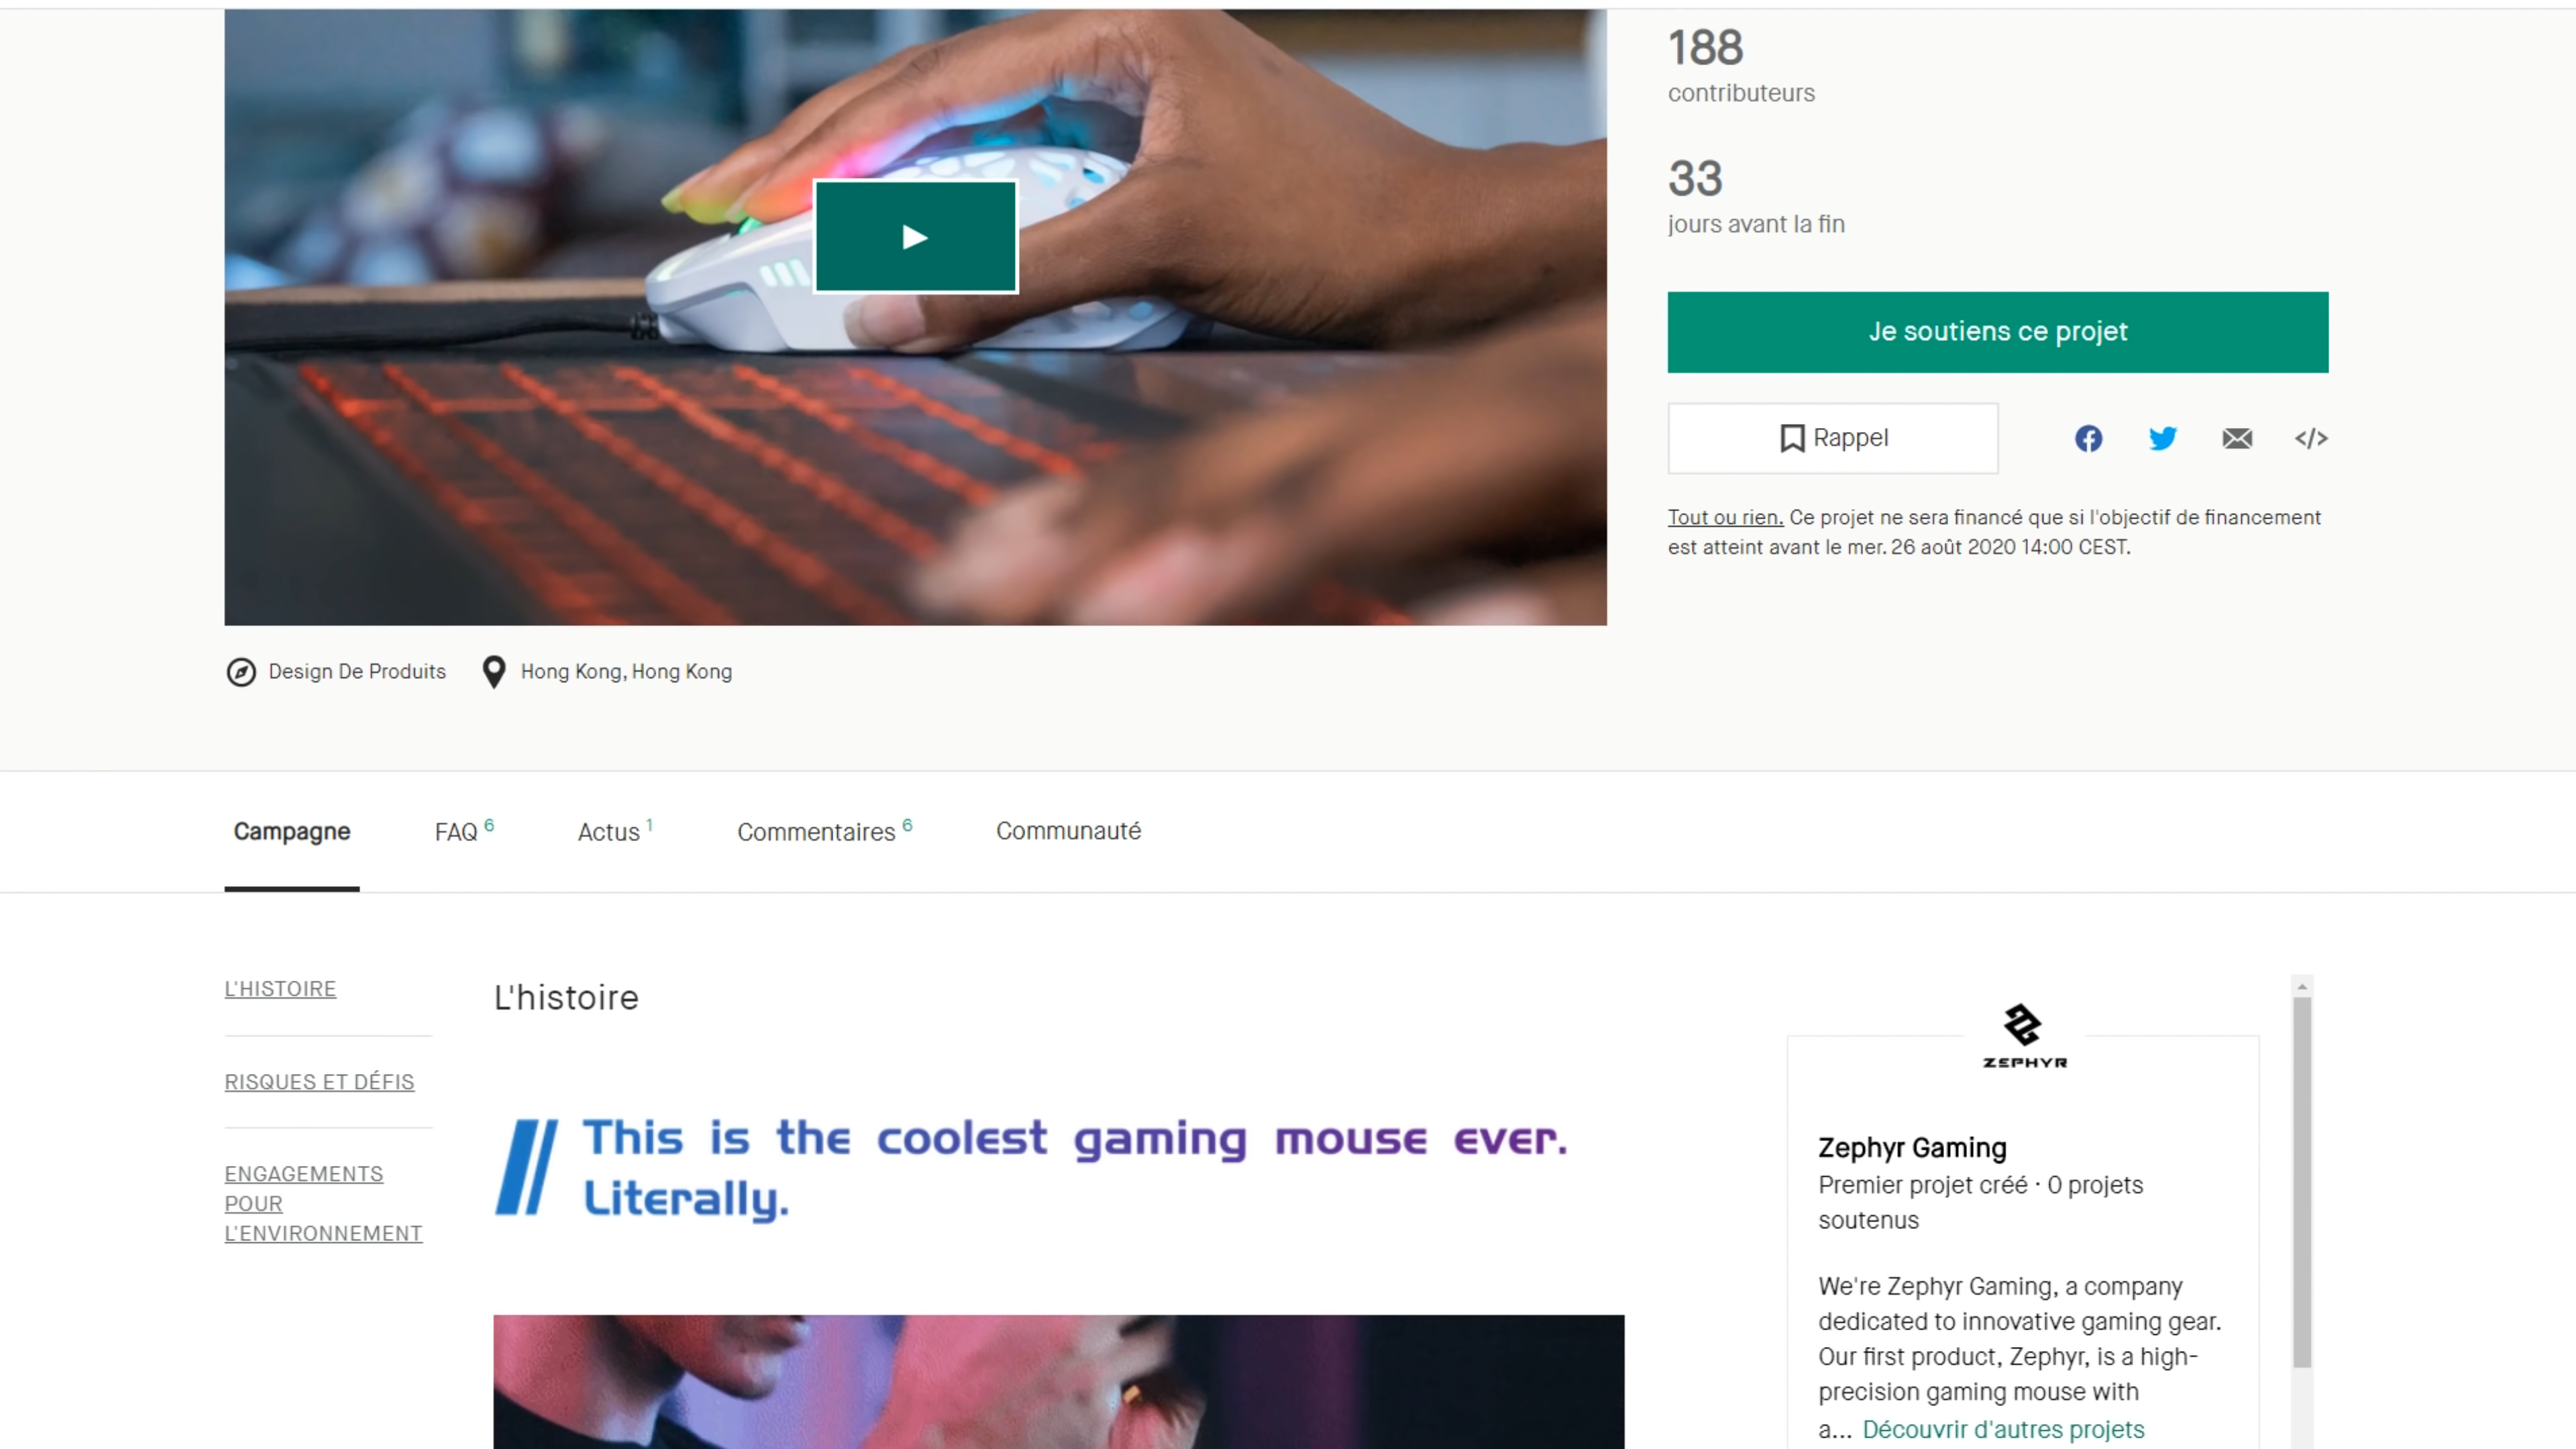 188
contributeurs
33
jours avant la fin
Je soutiens ce projet
Rappel
Tout ou rien. Ce projet ne sera financé que si l'objectif de financement
est atteint avant le mer. 26 août 2020 14:00 CEST.
Design De Produits
Hong Kong, Hong Kong
Campagne
FAQ 6
Actus 1
Commentaires 6
Communauté
L'HISTOIRE
RISQUES ET DÉFIS
ENGAGEMENTS
POUR
L'ENVIRONNEMENT
L'histoire
// This is the coolest gaming mouse ever.
Literally.
ZEPHYR
Zephyr Gaming
Premier projet créé · 0 projets
soutenus
We're Zephyr Gaming, a company
dedicated to innovative gaming gear.
Our first product, Zephyr, is a high-
precision gaming mouse with
a... Découvrir d'autres projets